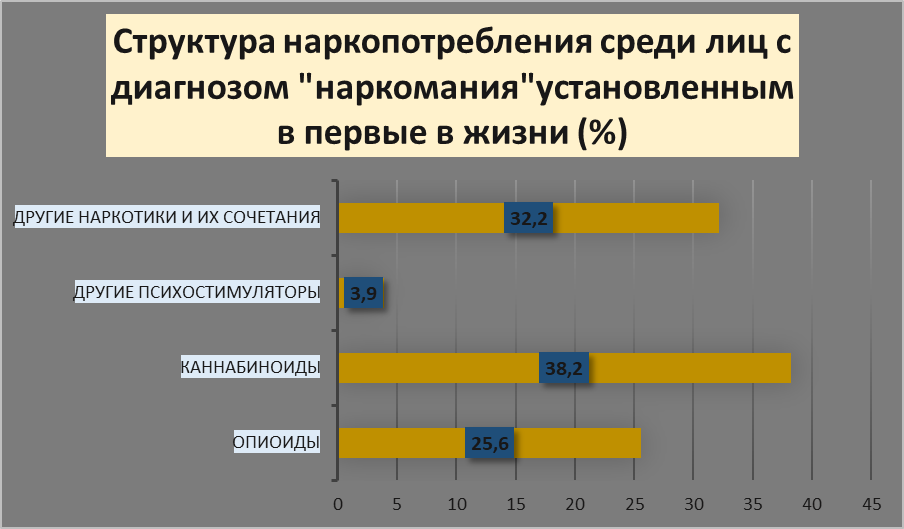 Структура наркопотребления среди лиц с
диагнозом "наркомания"установленным
в первые в жизни (%)
ДРУГИЕ НАРКОТИКИ И ИХ СОЧЕТАНИЯ
32,2
ДРУГИЕ ПСИХОСТИМУЛЯТОРЫ
3,9
КАННАБИНОИДЫ
38,2
ОПИОИДЫ
25,6
0 5 10 15 20 25 30 35 40 45